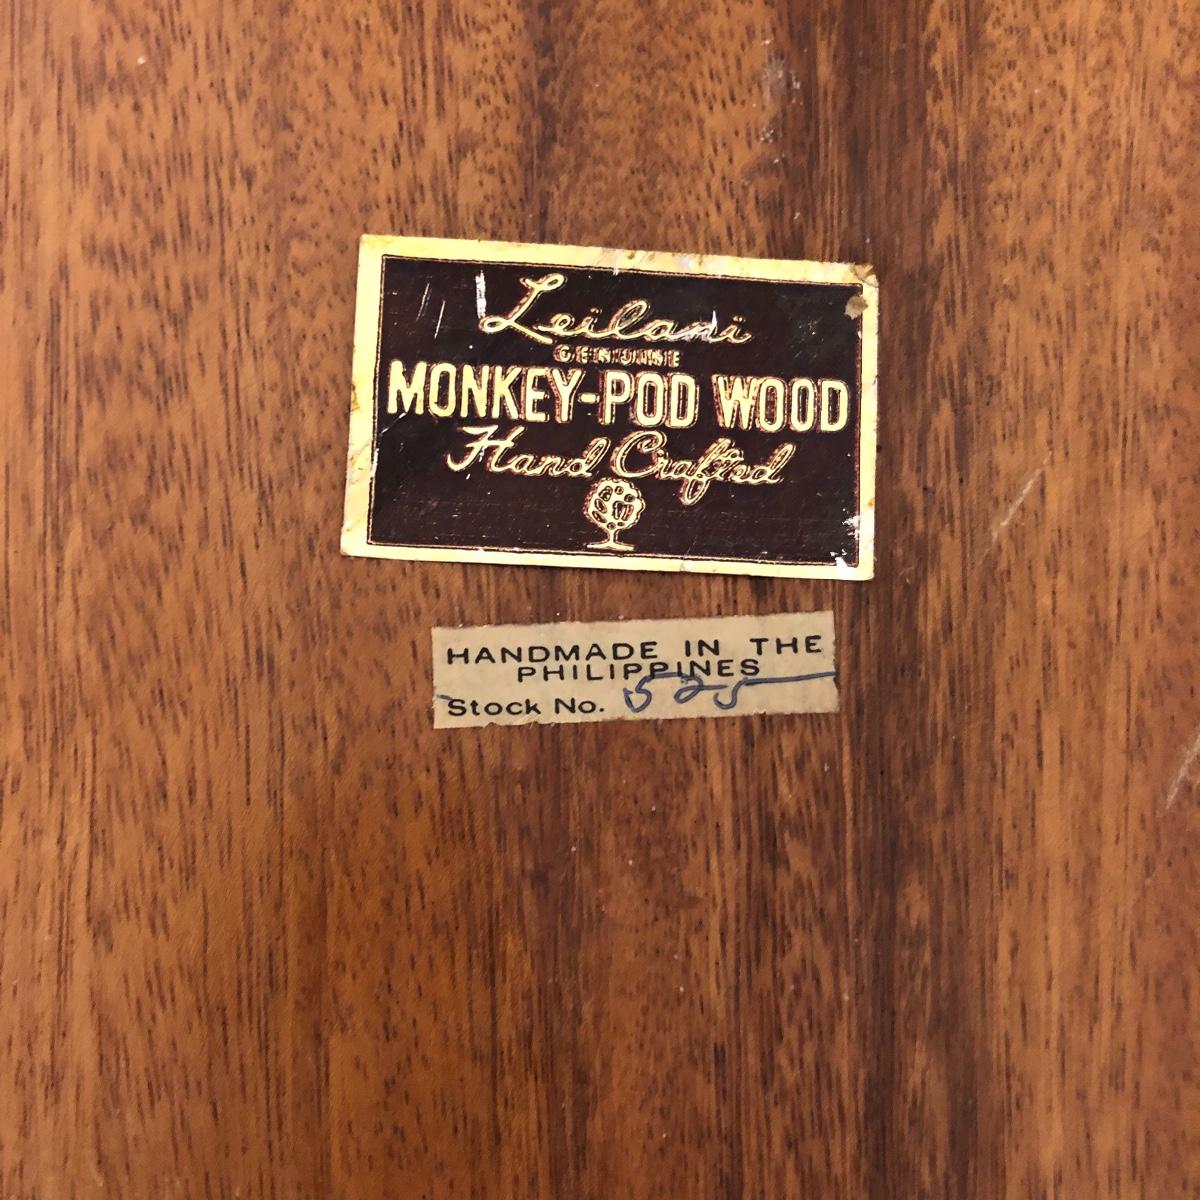 Leilani
GENUINE
MONKEY-POD WOOD
Hand Crafted
HANDMADE IN THE
PHILIPPINES
Stock No. 525